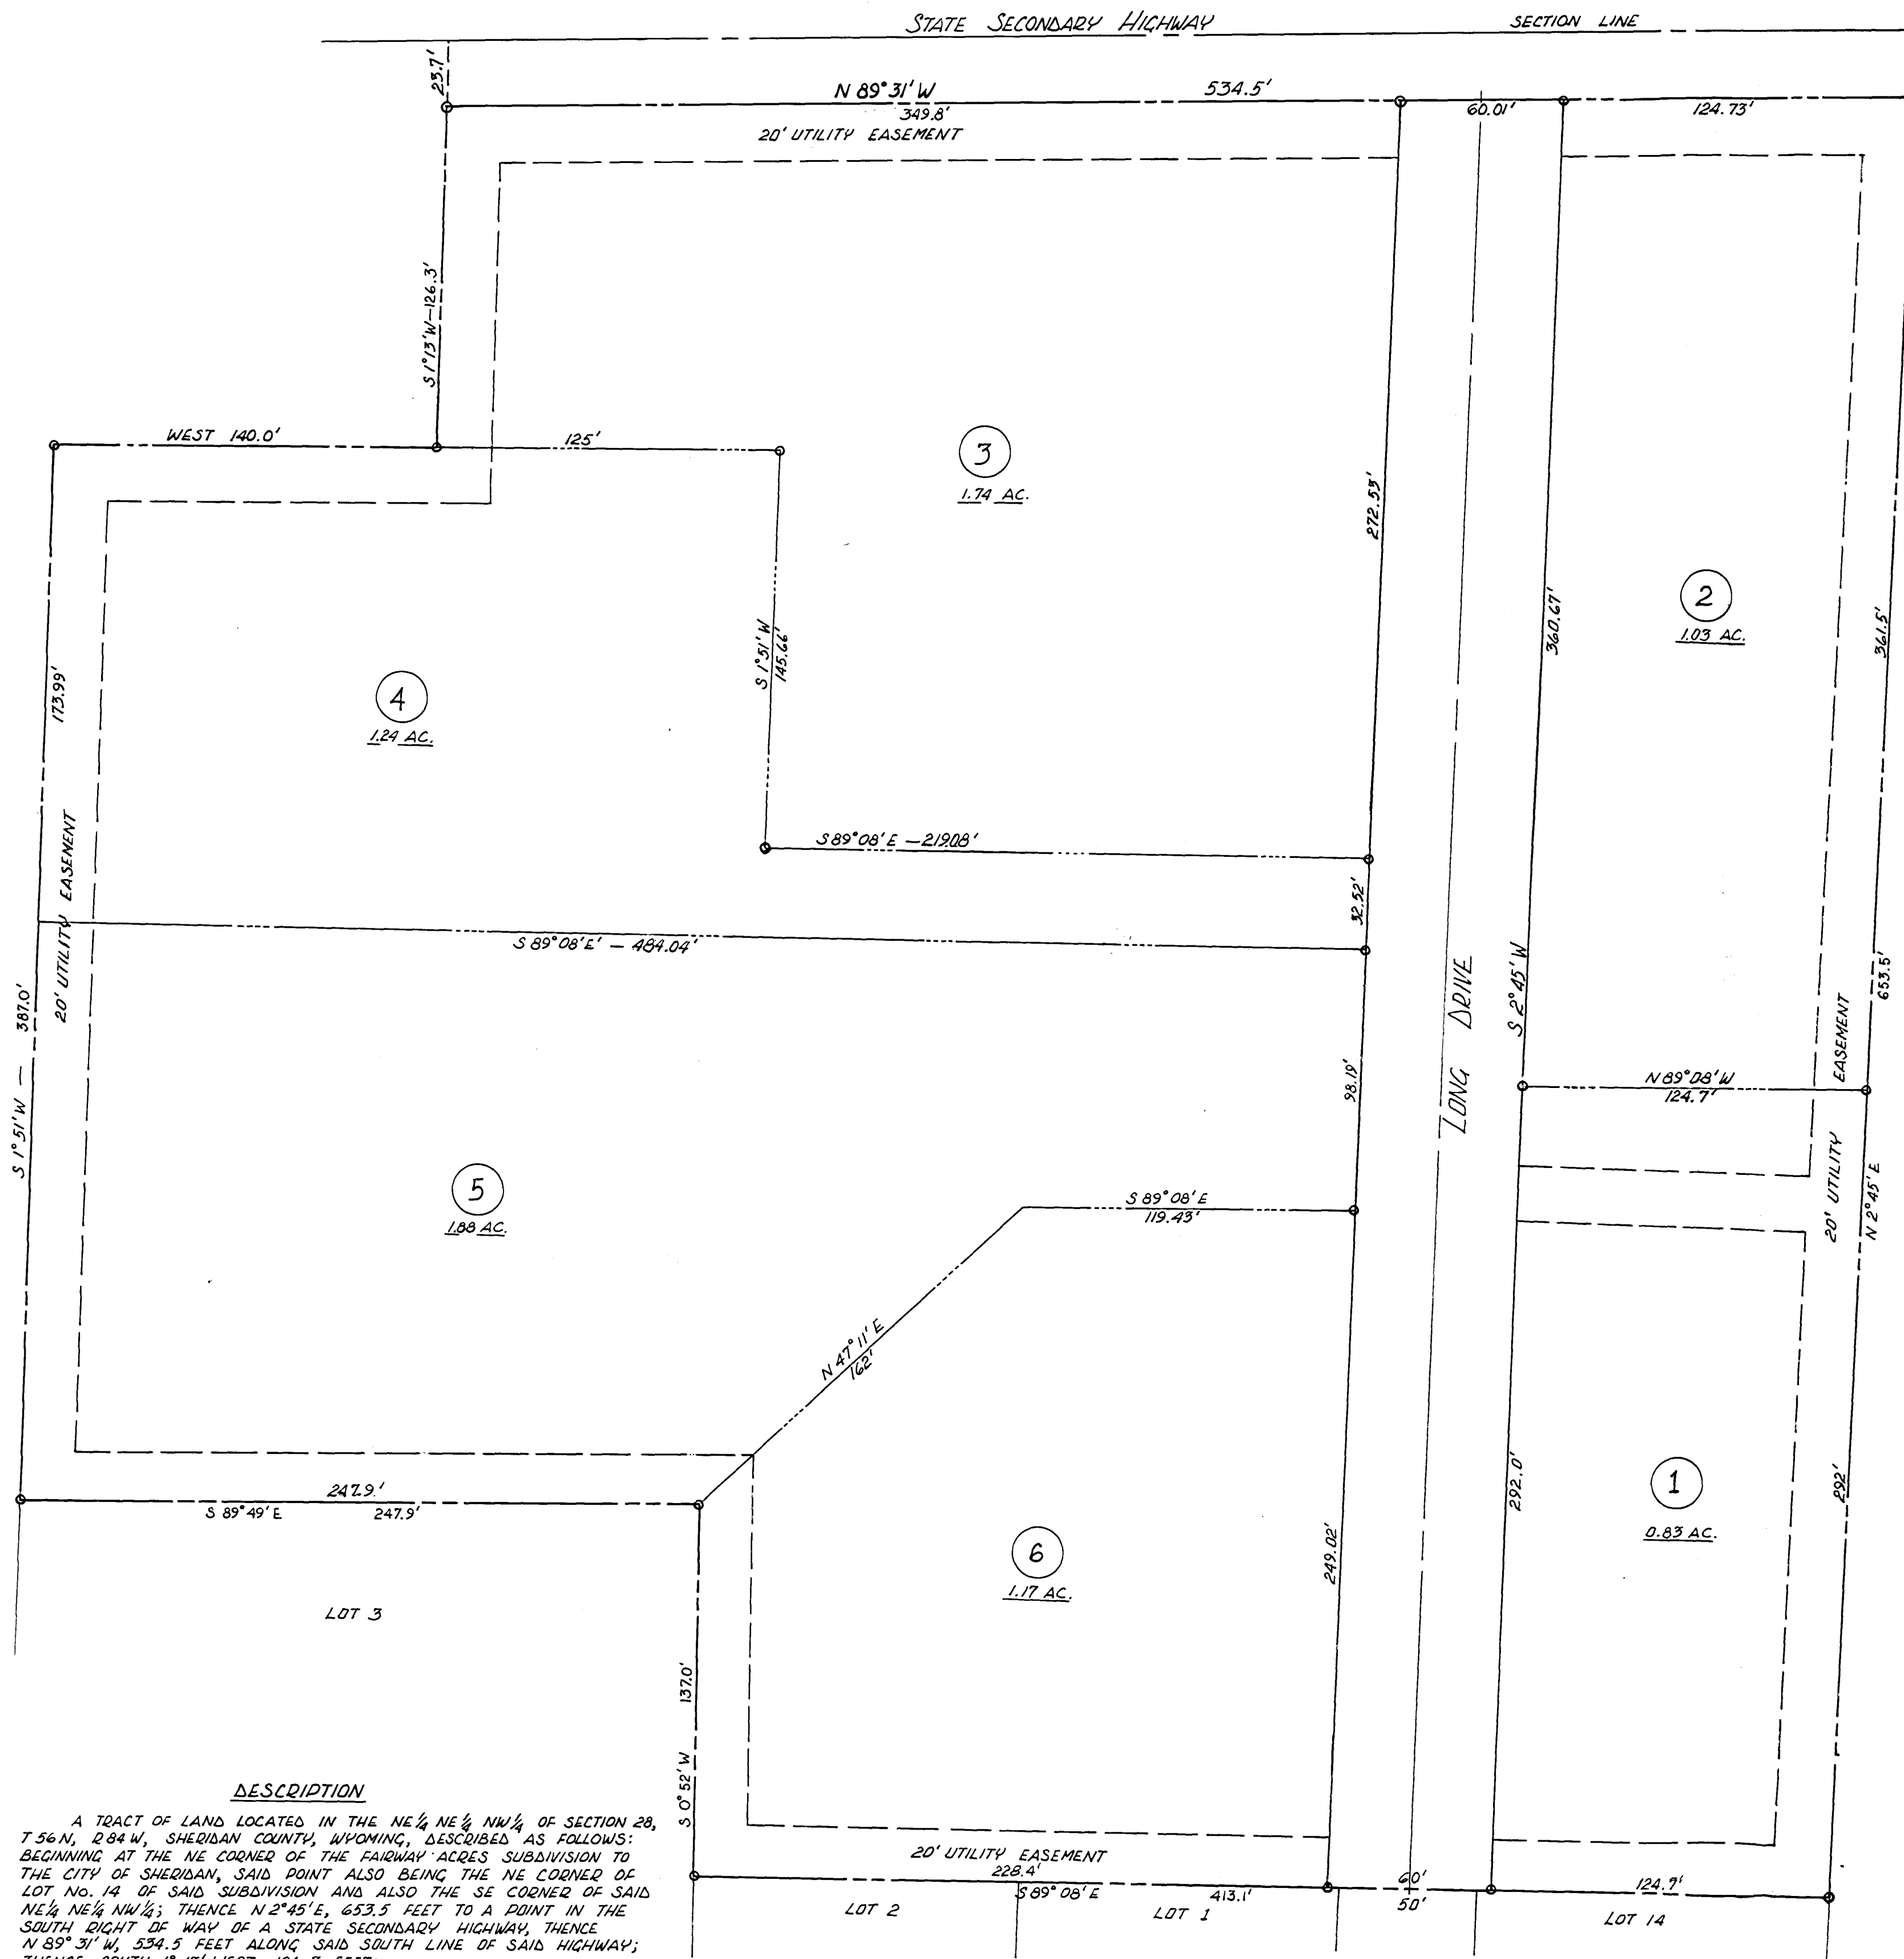 STATE SECONDARY HIGHWAY
SECTION LINE
23.7'
N 89° 31' W
534.5'
349.8'
60.01'
124.73'
20' UTILITY EASEMENT
S 1° 13' W—126.3'
WEST 140.0'
125'
3
1.74 AC.
272.53'
2
1.03 AC.
360.67'
361.5'
S 1° 51' W
145.66'
173.99'
4
1.24 AC.
20' UTILITY EASENENT
S 89° 08' E — 219.08'
32.52'
S 89° 08' E' — 484.04'
S 1° 51' W — 387.0'
LONG DRIVE
S 2° 45' W
653.5'
98.19'
N 89° 08' W
124.7'
20' UTILITY EASEMENT
N 2° 45' E
5
1.88 AC.
S 89° 08' E
119.43'
N 47° 11' E
162'
247.9.'
S 89° 49' E
247.9'
292.0'
292'
1
0.83 AC.
249.02'
6
1.17 AC.
LOT 3
137.0'
S 0° 52' W
20' UTILITY EASEMENT
228.4'
S 89° 08' E
413.1'
60'
50'
124.7'
LOT 2
LOT 1
LOT 14
DESCRIPTION
A TRACT OF LAND LOCATED IN THE NE¼ NE¼ NW¼ OF SECTION 28,
T 56 N, R 84 W, SHERIDAN COUNTY, WYOMING, DESCRIBED AS FOLLOWS:
BEGINNING AT THE NE CORNER OF THE FAIRWAY ACRES SUBDIVISION TO
THE CITY OF SHERIDAN, SAID POINT ALSO BEING THE NE CORNER OF
LOT No. 14 OF SAID SUBDIVISION AND ALSO THE SE CORNER OF SAID
NE¼ NE¼ NW¼; THENCE N 2° 45' E, 653.5 FEET TO A POINT IN THE
SOUTH RIGHT OF WAY OF A STATE SECONDARY HIGHWAY, THENCE
N 89° 31' W, 534.5 FEET ALONG SAID SOUTH LINE OF SAID HIGHWAY;